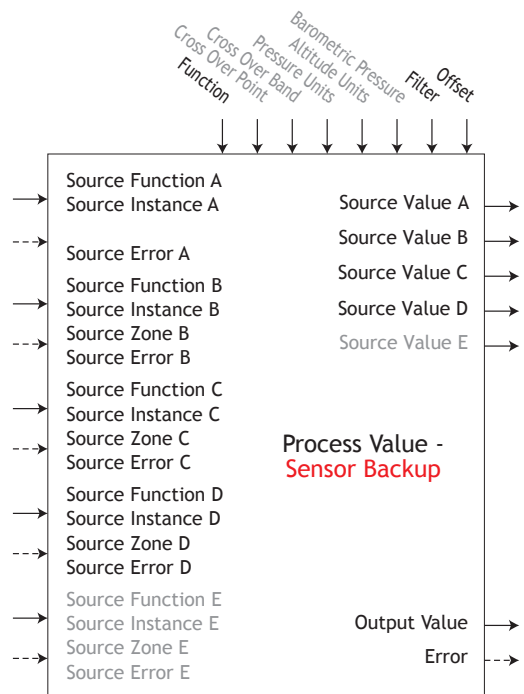 Function
Cross Over Point
Cross Over Band
Pressure Units
Altitude Units
Barometric Pressure
Filter
Offset
Source Function A
Source Instance A
Source Error A
Source Function B
Source Instance B
Source Zone B
Source Error B
Source Function C
Source Instance C
Source Zone C
Source Error C
Source Function D
Source Instance D
Source Zone D
Source Error D
Source Function E
Source Instance E
Source Zone E
Source Error E
Source Value A
Source Value B
Source Value C
Source Value D
Source Value E
Process Value -
Sensor Backup
Output Value
Error